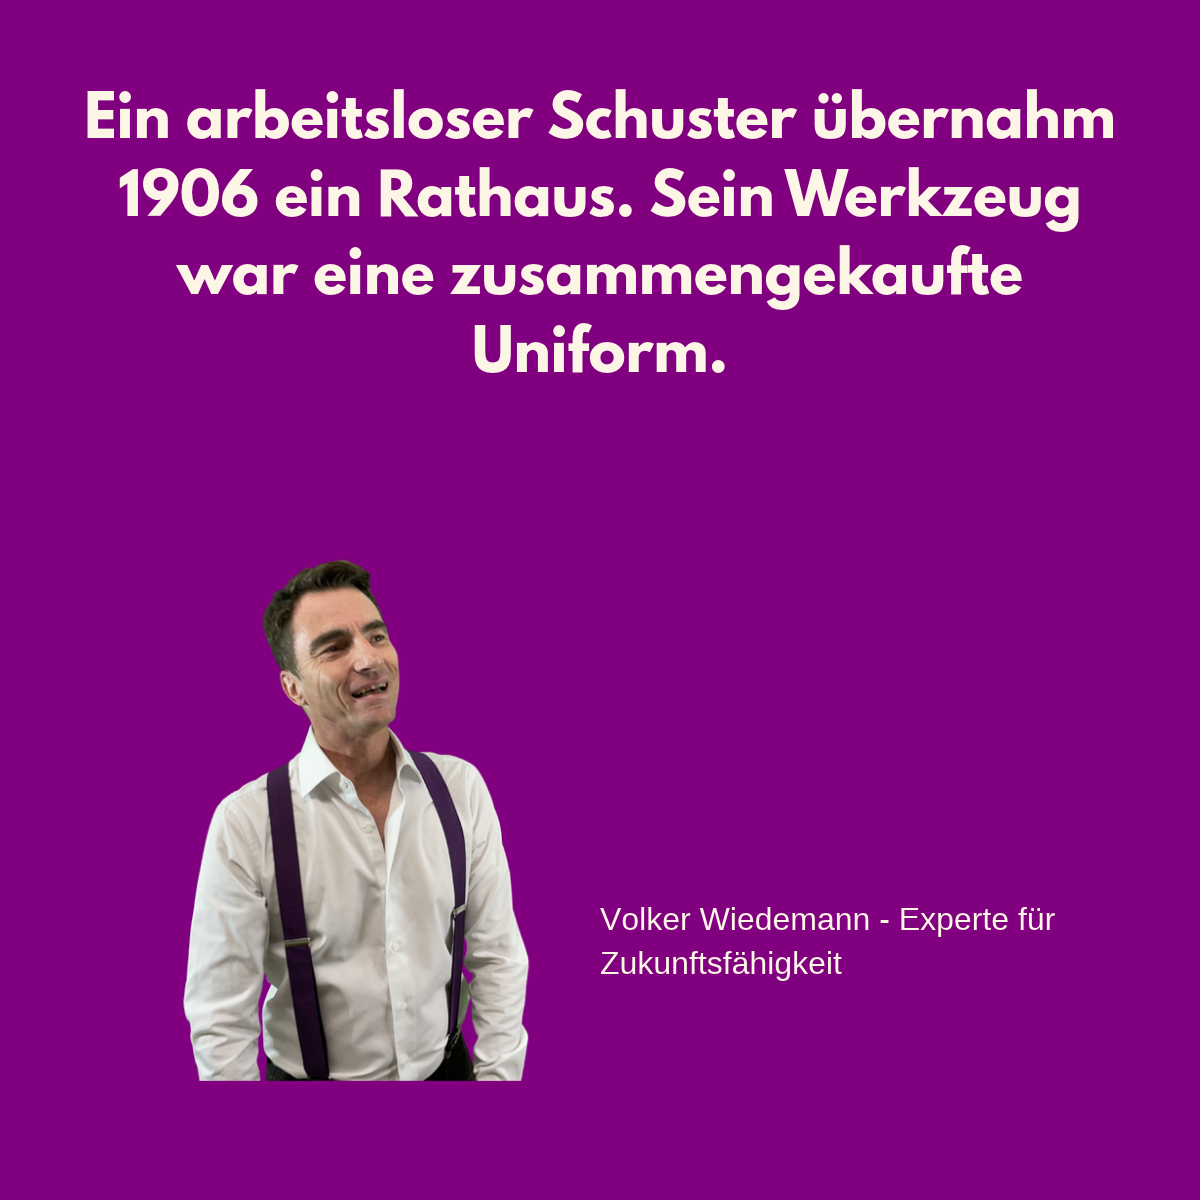 Ein arbeitsloser Schuster übernahm
1906 ein Rathaus. Sein Werkzeug
war eine zusammengekaufte
Uniform.
Volker Wiedemann - Experte für
Zukunftsfähigkeit